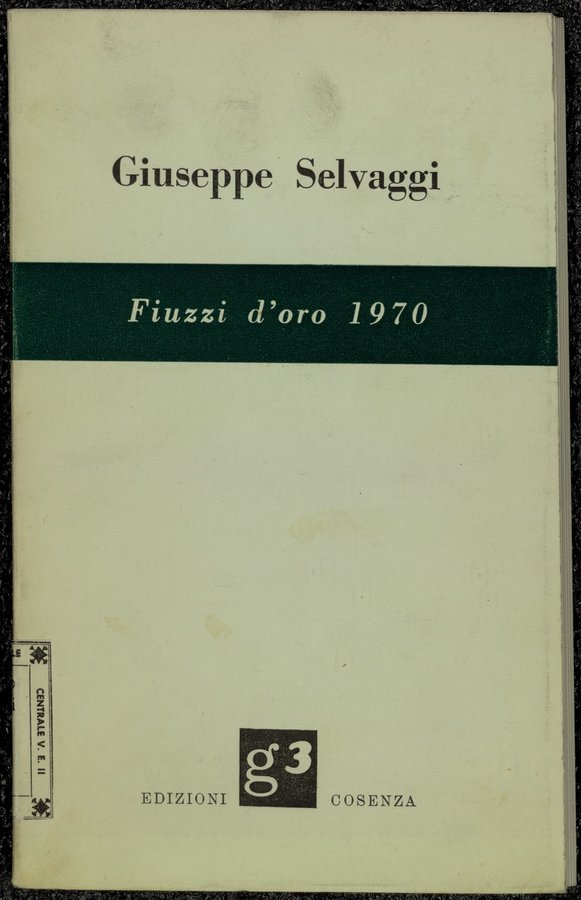 Giuseppe Selvaggi
Fiuzzi d'oro 1970
g3
EDIZIONI COSENZA
CENTRALE V. E. II